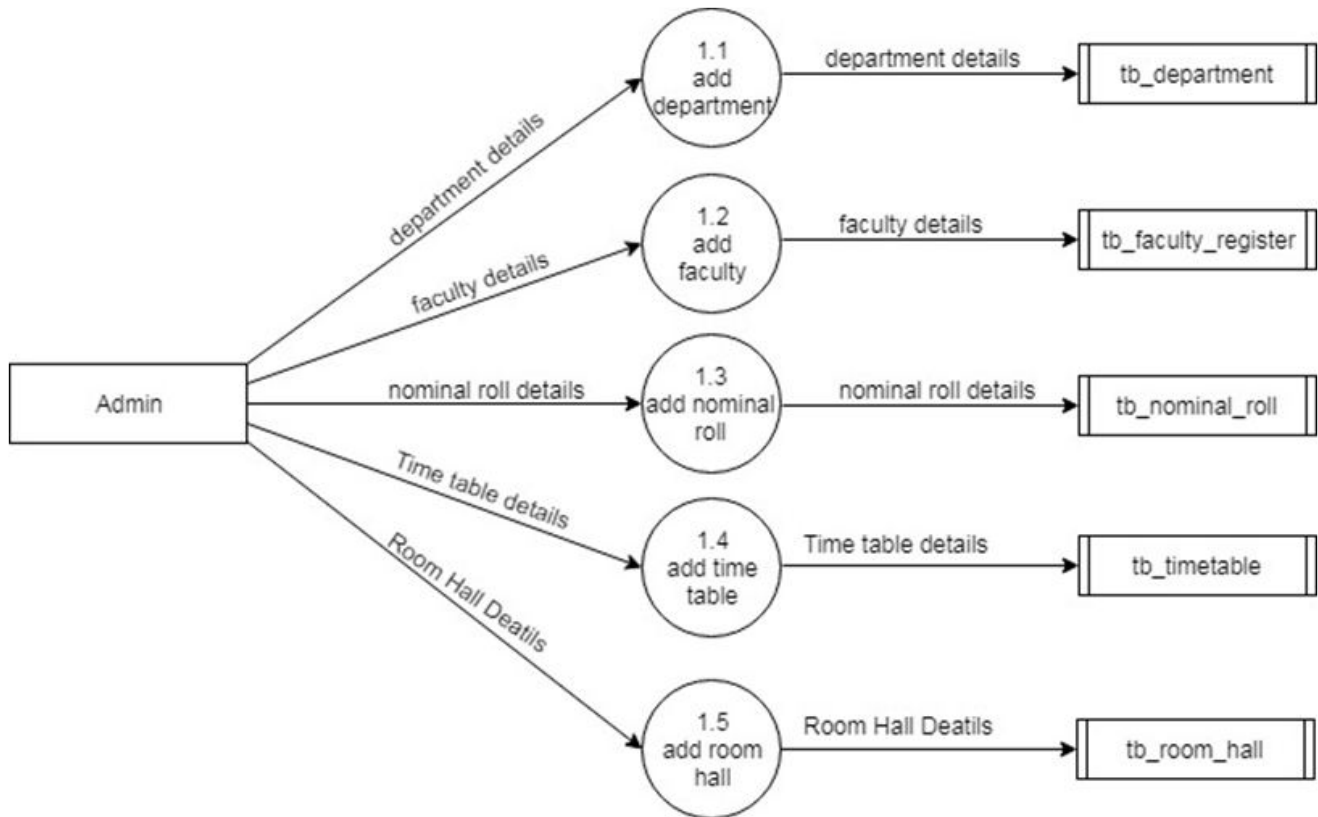 1.1
add
department
department details
tb_department
department details
1.2
add
faculty
faculty details
tb_faculty_register
faculty details
Admin
nominal roll details
1.3
add nominal
roll
nominal roll details
tb_nominal_roll
Time table details
1.4
add time
table
Time table details
tb_timetable
Room Hall Deatils
1.5
add room
hall
Room Hall Deatils
tb_room_hall